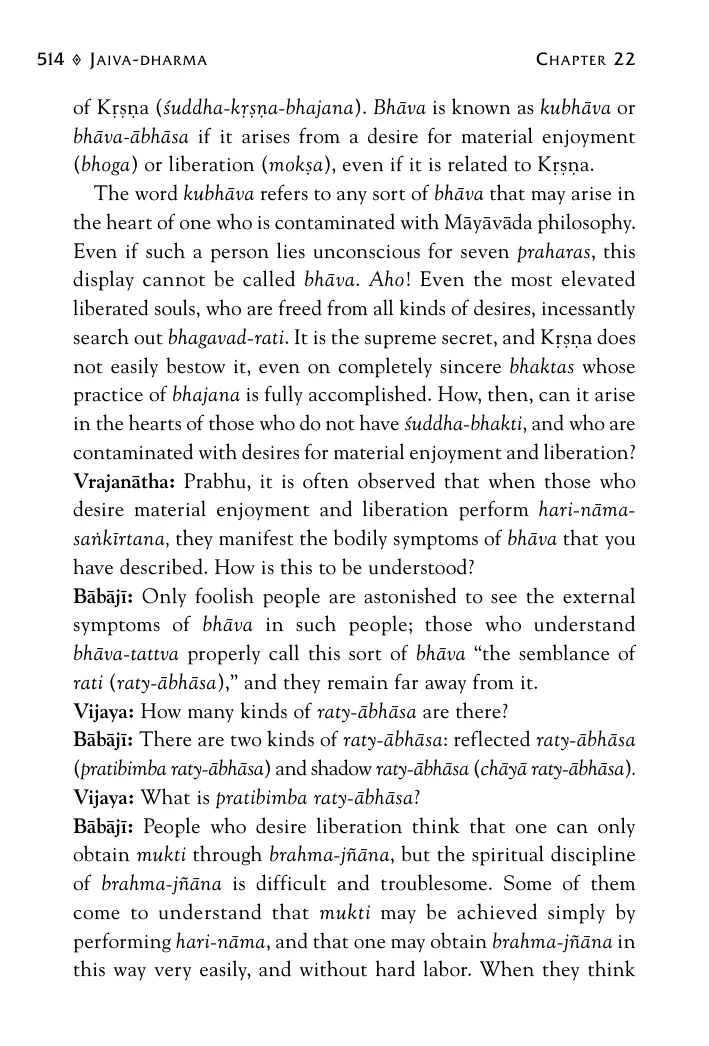 514 ◊ JAIVA-DHARMA CHAPTER 22
of Kṛṣṇa (śuddha-kṛṣṇa-bhajana). Bhāva is known as kubhāva or
bhāva-ābhāsa if it arises from a desire for material enjoyment
(bhoga) or liberation (mokṣa), even if it is related to Kṛṣṇa.
The word kubhāva refers to any sort of bhāva that may arise in
the heart of one who is contaminated with Māyāvāda philosophy.
Even if such a person lies unconscious for seven praharas, this
display cannot be called bhāva. Aho! Even the most elevated
liberated souls, who are freed from all kinds of desires, incessantly
search out bhagavad-rati. It is the supreme secret, and Kṛṣṇa does
not easily bestow it, even on completely sincere bhaktas whose
practice of bhajana is fully accomplished. How, then, can it arise
in the hearts of those who do not have śuddha-bhakti, and who are
contaminated with desires for material enjoyment and liberation?
Vrajanātha: Prabhu, it is often observed that when those who
desire material enjoyment and liberation perform hari-nāma-
saṅkīrtana, they manifest the bodily symptoms of bhāva that you
have described. How is this to be understood?
Bābājī: Only foolish people are astonished to see the external
symptoms of bhāva in such people; those who understand
bhāva-tattva properly call this sort of bhāva “the semblance of
rati (raty-ābhāsa),” and they remain far away from it.
Vijaya: How many kinds of raty-ābhāsa are there?
Bābājī: There are two kinds of raty-ābhāsa: reflected raty-ābhāsa
(pratibimba raty-ābhāsa) and shadow raty-ābhāsa (chāyā raty-ābhāsa).
Vijaya: What is pratibimba raty-ābhāsa?
Bābājī: People who desire liberation think that one can only
obtain mukti through brahma-jñāna, but the spiritual discipline
of brahma-jñāna is difficult and troublesome. Some of them
come to understand that mukti may be achieved simply by
performing hari-nāma, and that one may obtain brahma-jñāna in
this way very easily, and without hard labor. When they think